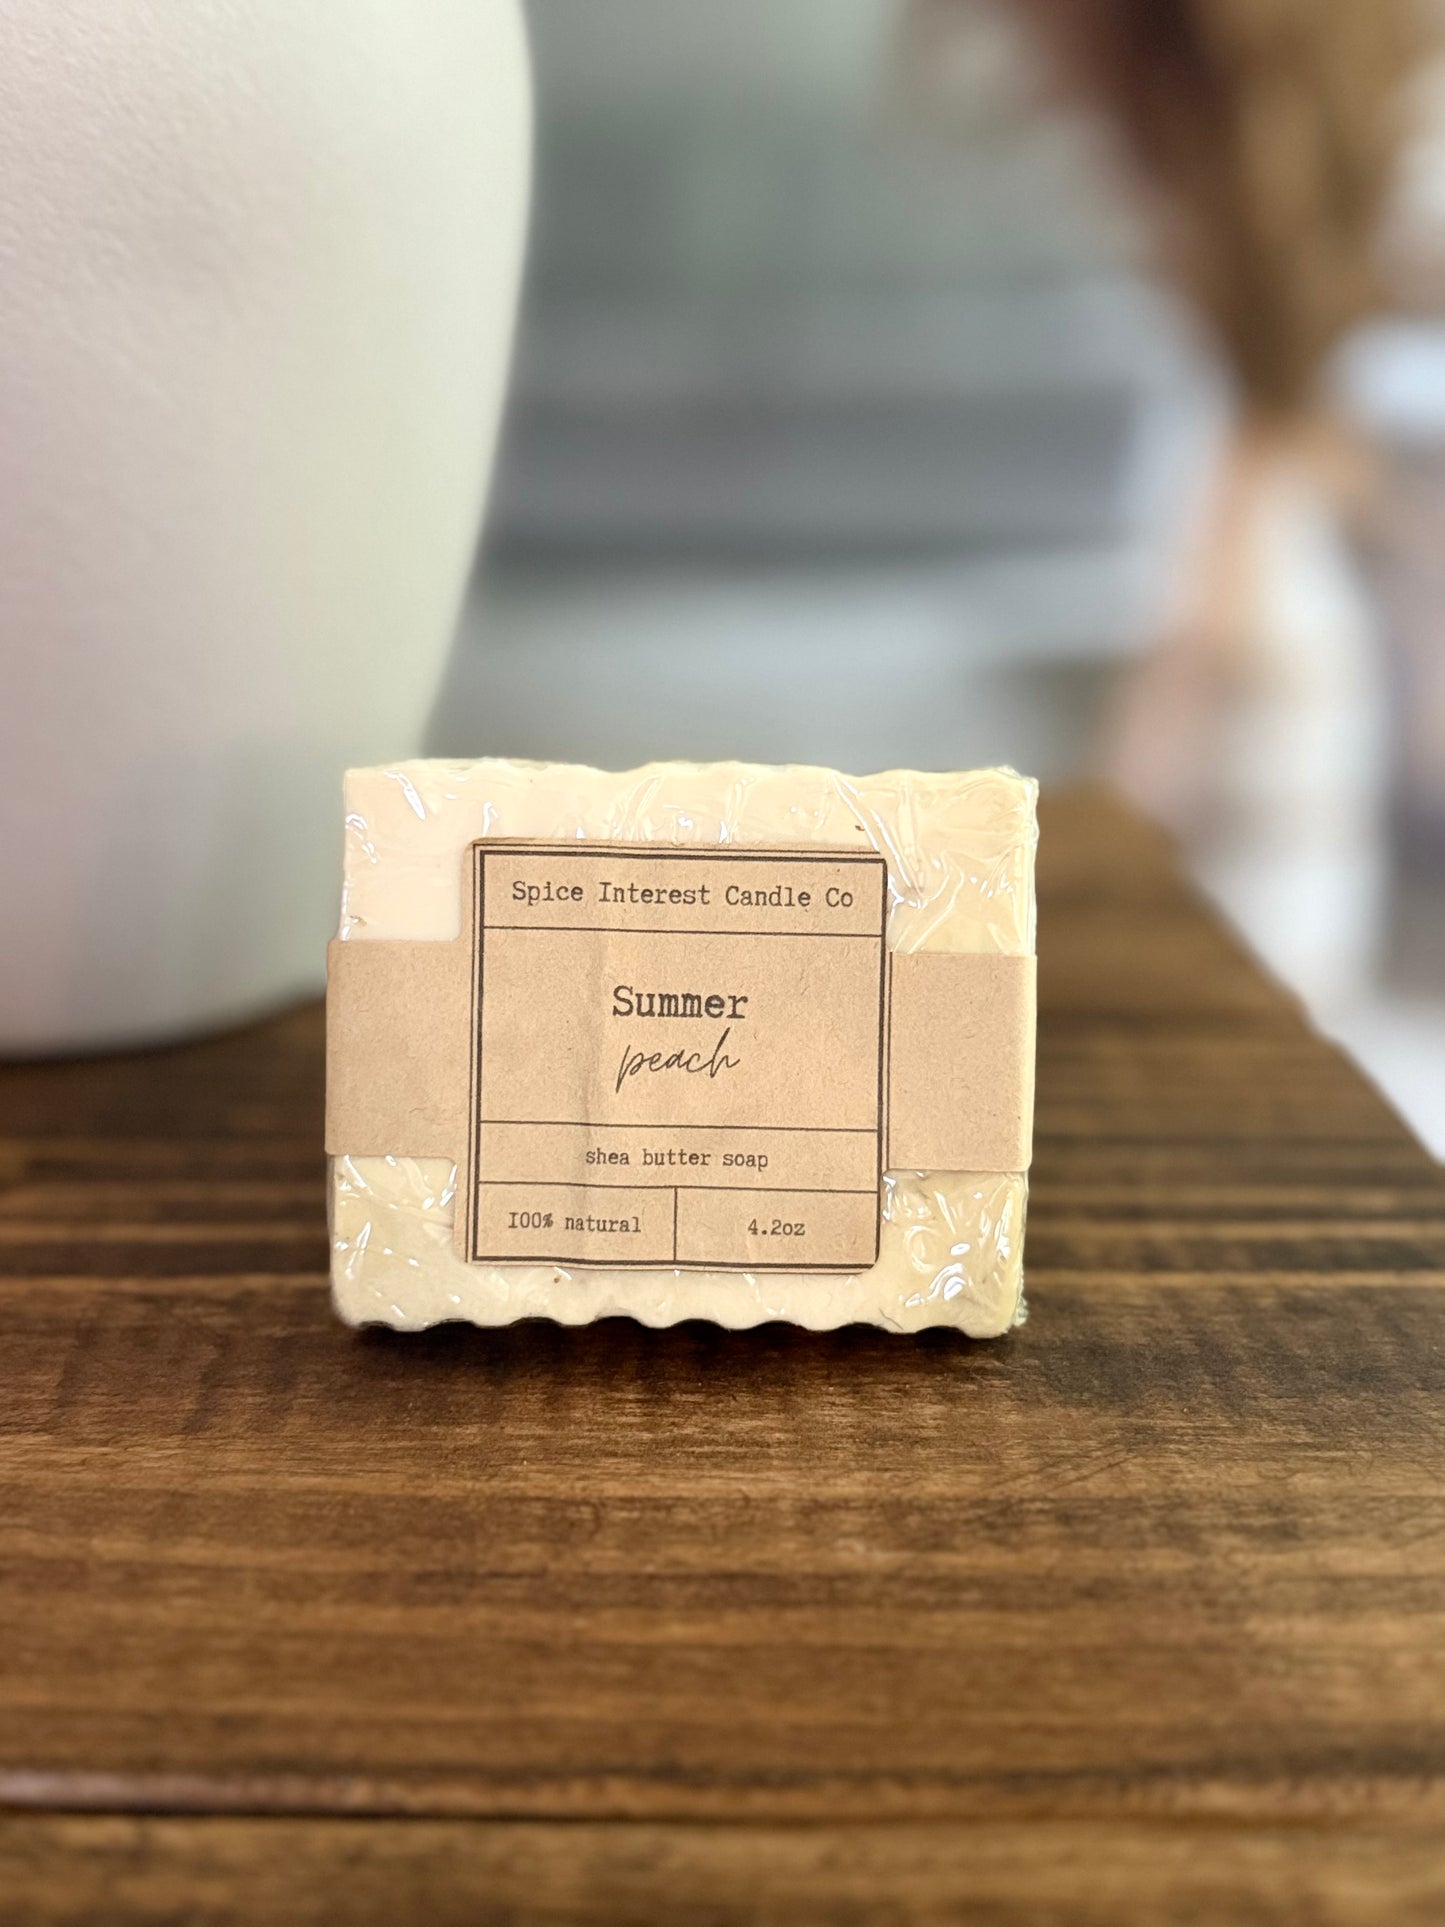 Spice Interest Candle Co
Summer
peach
shea butter soap
100% natural
4.2oz